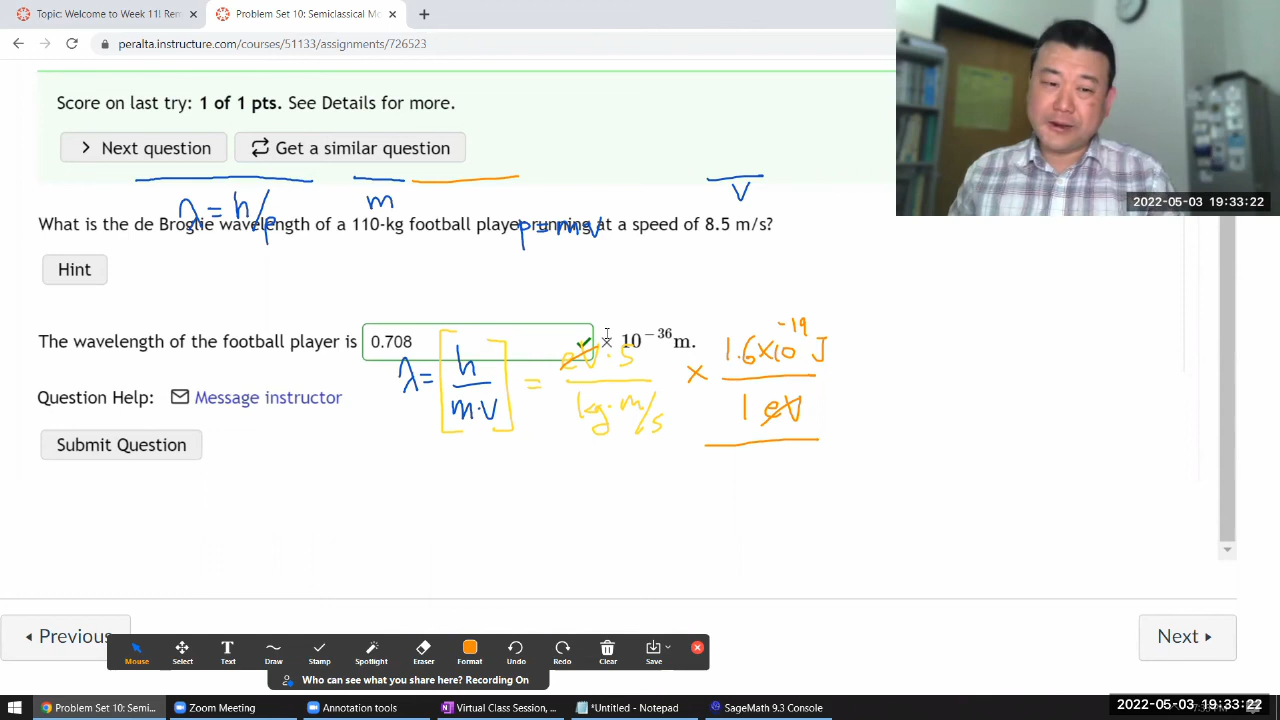 Topic: Welcome to Week 11! Rem
Problem Set 10: Semiclassical Mo
peralta.instructure.com/courses/51133/assignments/726523
2022-05-03 19:33:22
Score on last try: 1 of 1 pts. See Details for more.
Next question
Get a similar question
λ = h/p
m
v
p = mv
What is the de Broglie wavelength of a 110-kg football player running at a speed of 8.5 m/s?
Hint
The wavelength of the football player is 0.708 × 10^-36 m.
λ = [h / m·v] = eV·s / kg·m/s × 1.6×10^-19 J / 1 eV
Question Help: Message instructor
Submit Question
Previous
Next
Mouse
Select
Text
Draw
Stamp
Spotlight
Eraser
Format
Undo
Redo
Clear
Save
Who can see what you share here? Recording On
Problem Set 10: Semi...
Zoom Meeting
Annotation tools
Virtual Class Session, ...
*Untitled - Notepad
SageMath 9.3 Console
2022-05-03 19:33:22